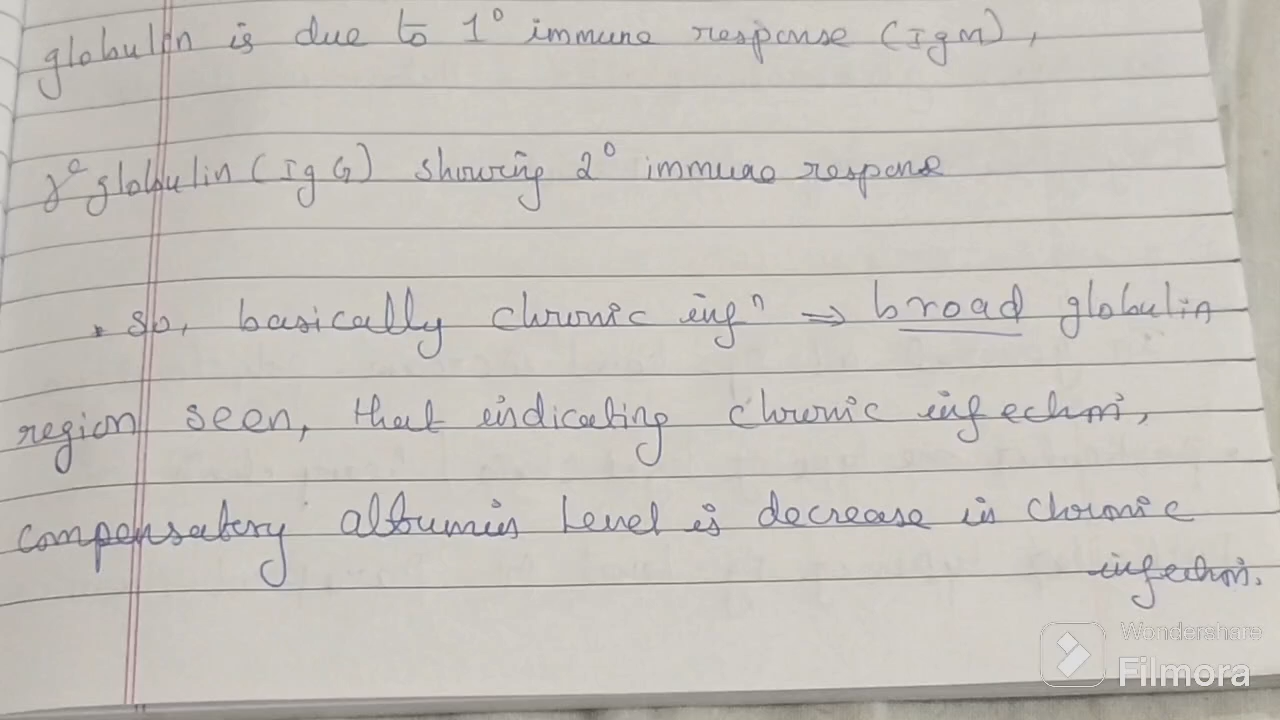 globulin is due to 1° immune response (IgM),
γ° globulin (IgG) showing 2° immune response
• So, basically chronic infⁿ ⇒ broad globulin
region seen, that indicating chronic infection,
compensatory albumin level is decrease in chronic
infection.
Wondershare
Filmora